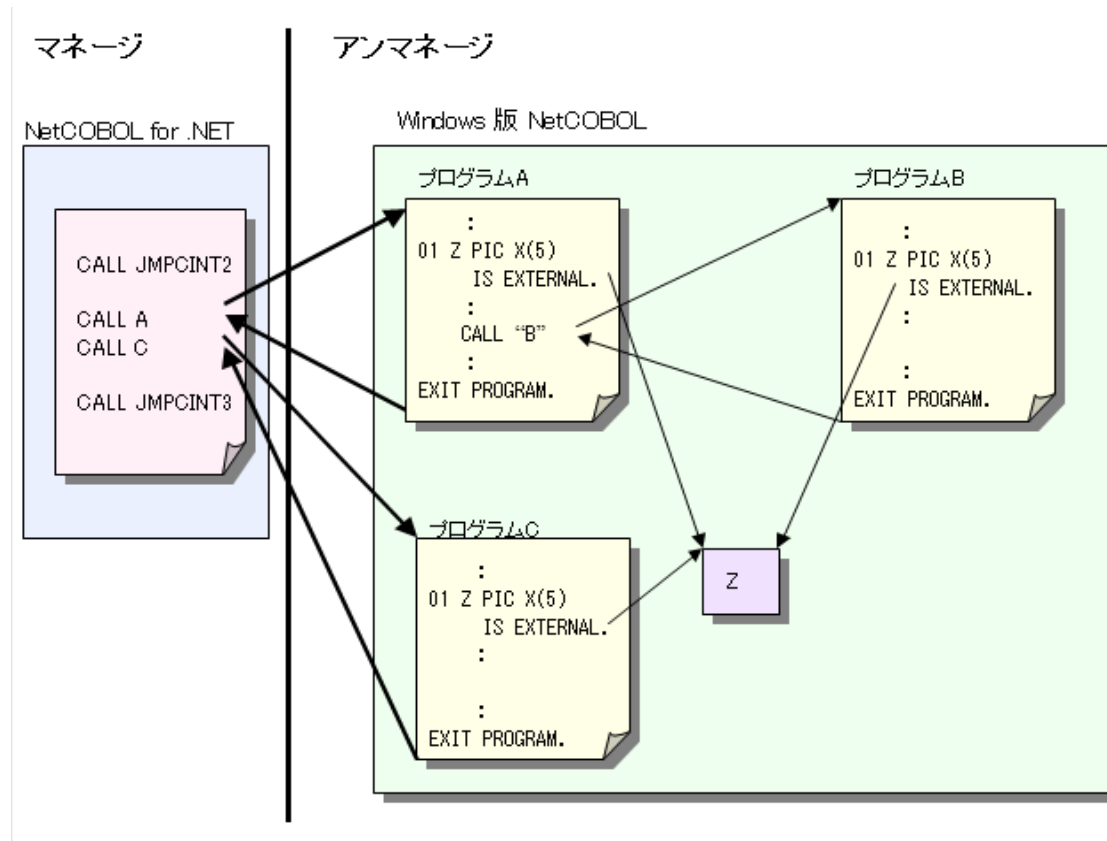 マネージ
アンマネージ
NetCOBOL for .NET
Windows 版 NetCOBOL
CALL JMPCINT2
CALL A
CALL C
CALL JMPCINT3
プログラムA
:
01 Z PIC X(5)
IS EXTERNAL.
:
CALL “B”
:
EXIT PROGRAM.
プログラムB
:
01 Z PIC X(5)
IS EXTERNAL.
:
:
EXIT PROGRAM.
プログラムC
:
01 Z PIC X(5)
IS EXTERNAL.
:
:
EXIT PROGRAM.
Z